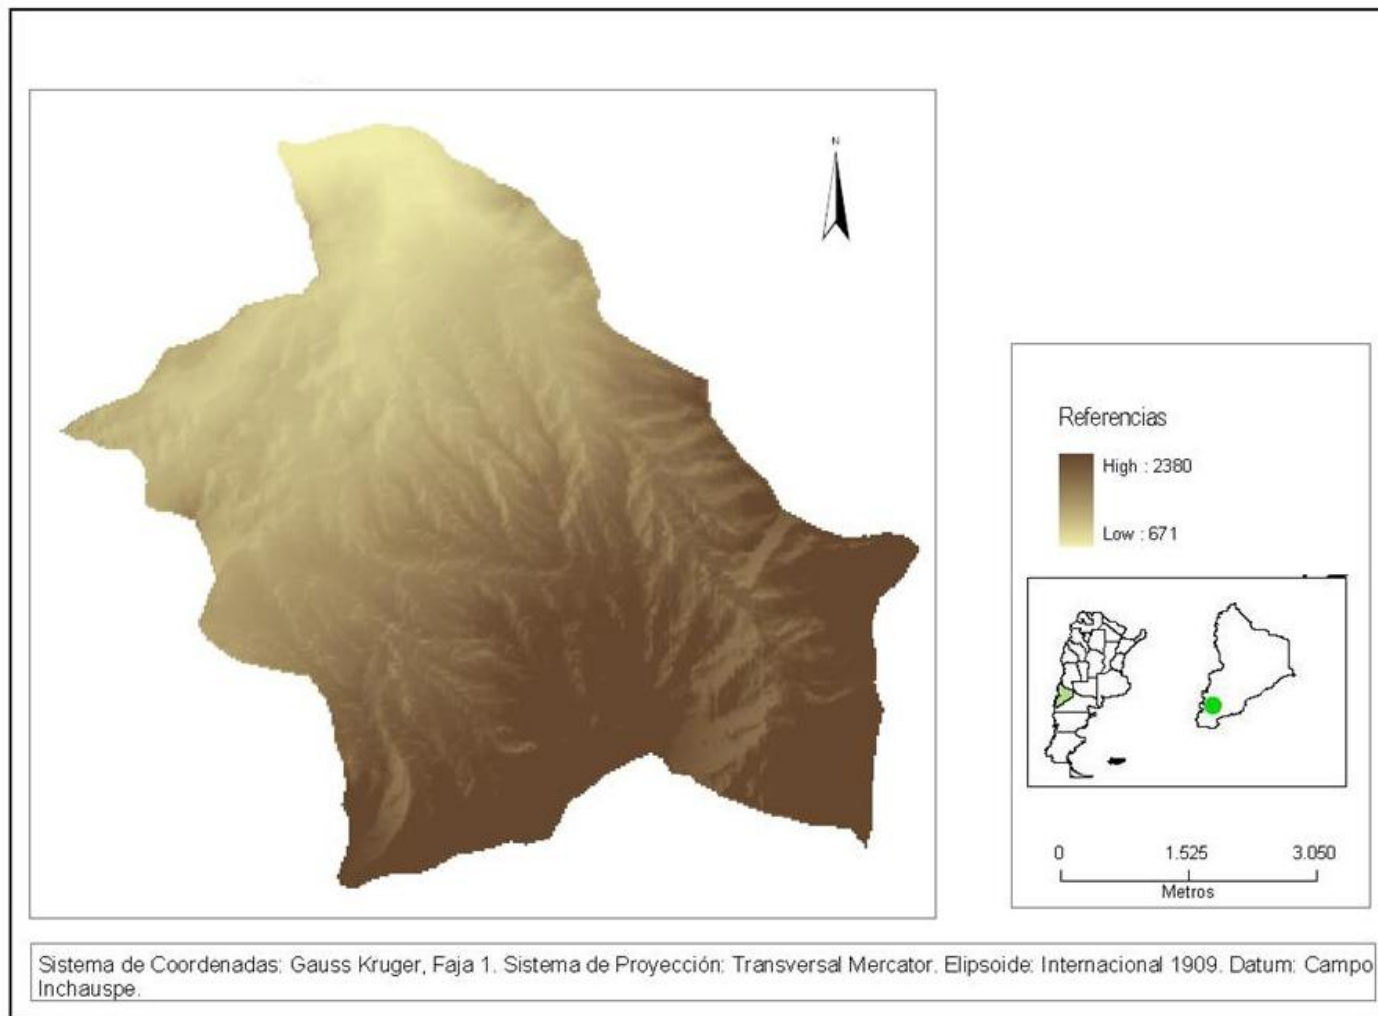 N
Referencias
High : 2380
Low : 671
0 1.525 3.050
Metros
Sistema de Coordenadas: Gauss Kruger, Faja 1. Sistema de Proyección: Transversal Mercator. Elipsoide: Internacional 1909. Datum: Campo
Inchauspe.